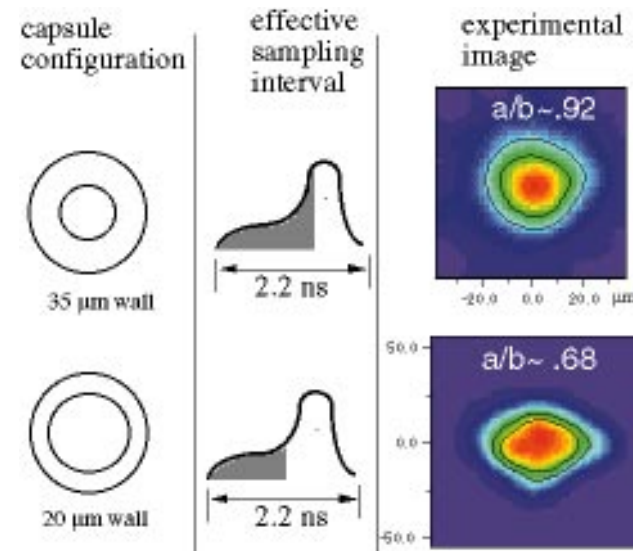 capsule
configuration
effective
sampling
interval
experimental
image
35 µm wall
2.2 ns
a/b~.92
-20.0 0.0 20.0 µm
20 µm wall
2.2 ns
a/b~ .68
50.0
0.0
-50.0